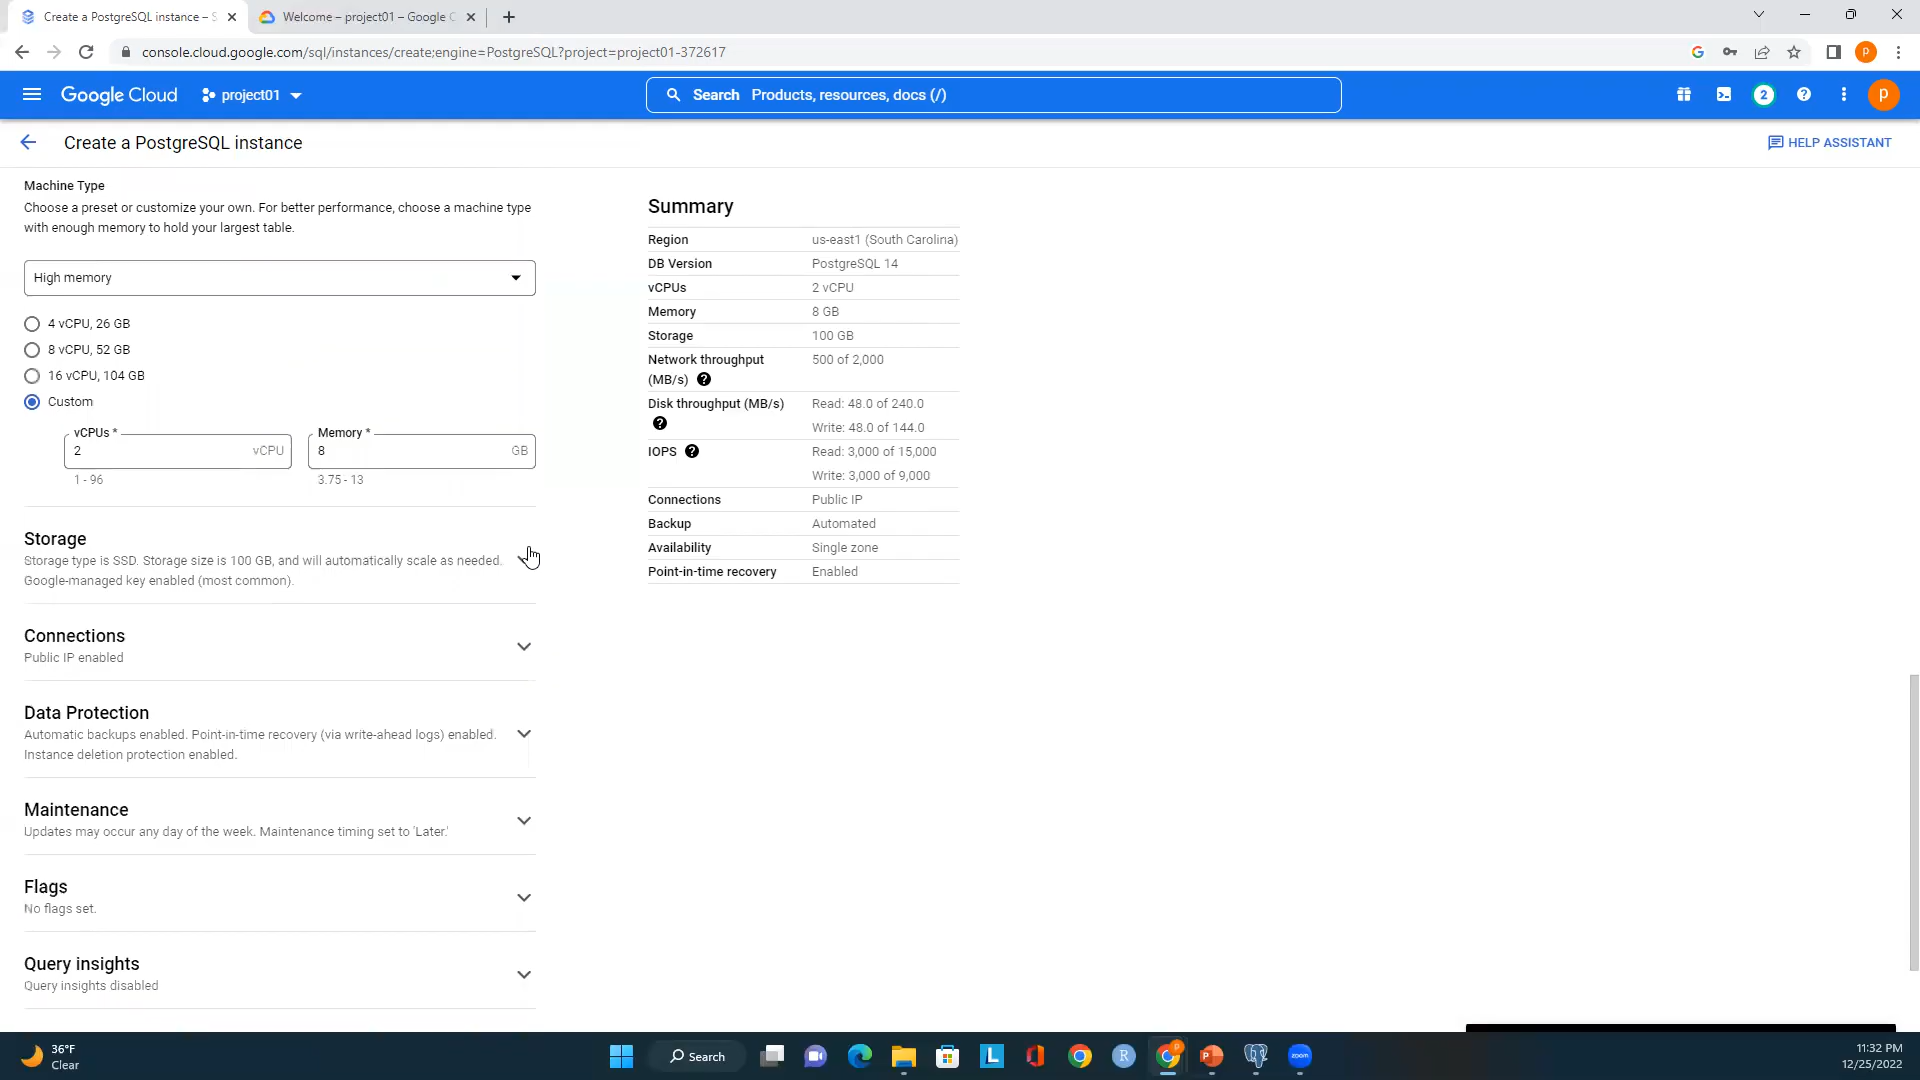 Create a PostgreSQL instance – S
Welcome – project01 – Google C
console.cloud.google.com/sql/instances/create;engine=PostgreSQL?project=project01-372617
P
Google Cloud
project01
Search Products, resources, docs (/)
2
P
Create a PostgreSQL instance
HELP ASSISTANT
Machine Type
Choose a preset or customize your own. For better performance, choose a machine type
with enough memory to hold your largest table.
High memory
4 vCPU, 26 GB
8 vCPU, 52 GB
16 vCPU, 104 GB
Custom
vCPUs *
2 vCPU
1 - 96
Memory *
8 GB
3.75 - 13
Storage
Storage type is SSD. Storage size is 100 GB, and will automatically scale as needed.
Google-managed key enabled (most common).
Connections
Public IP enabled
Data Protection
Automatic backups enabled. Point-in-time recovery (via write-ahead logs) enabled.
Instance deletion protection enabled.
Maintenance
Updates may occur any day of the week. Maintenance timing set to 'Later.'
Flags
No flags set.
Query insights
Query insights disabled
Summary
Region us-east1 (South Carolina)
DB Version PostgreSQL 14
vCPUs 2 vCPU
Memory 8 GB
Storage 100 GB
Network throughput 500 of 2,000
(MB/s)
Disk throughput (MB/s) Read: 48.0 of 240.0
Write: 48.0 of 144.0
IOPS Read: 3,000 of 15,000
Write: 3,000 of 9,000
Connections Public IP
Backup Automated
Availability Single zone
Point-in-time recovery Enabled
36°F
Clear
Search
L
R
P
zoom
11:32 PM
12/25/2022